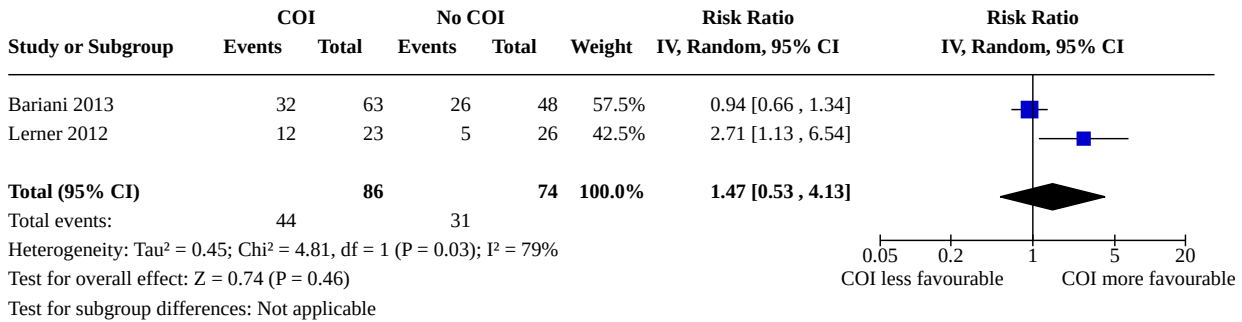 COI No COI Risk Ratio Risk Ratio
Study or Subgroup Events Total Events Total Weight IV, Random, 95% CI IV, Random, 95% CI
Bariani 2013 32 63 26 48 57.5% 0.94 [0.66 , 1.34]
Lerner 2012 12 23 5 26 42.5% 2.71 [1.13 , 6.54]
Total (95% CI) 86 74 100.0% 1.47 [0.53 , 4.13]
Total events: 44 31
Heterogeneity: Tau² = 0.45; Chi² = 4.81, df = 1 (P = 0.03); I² = 79%
0.05 0.2 1 5 20
Test for overall effect: Z = 0.74 (P = 0.46)
COI less favourable COI more favourable
Test for subgroup differences: Not applicable